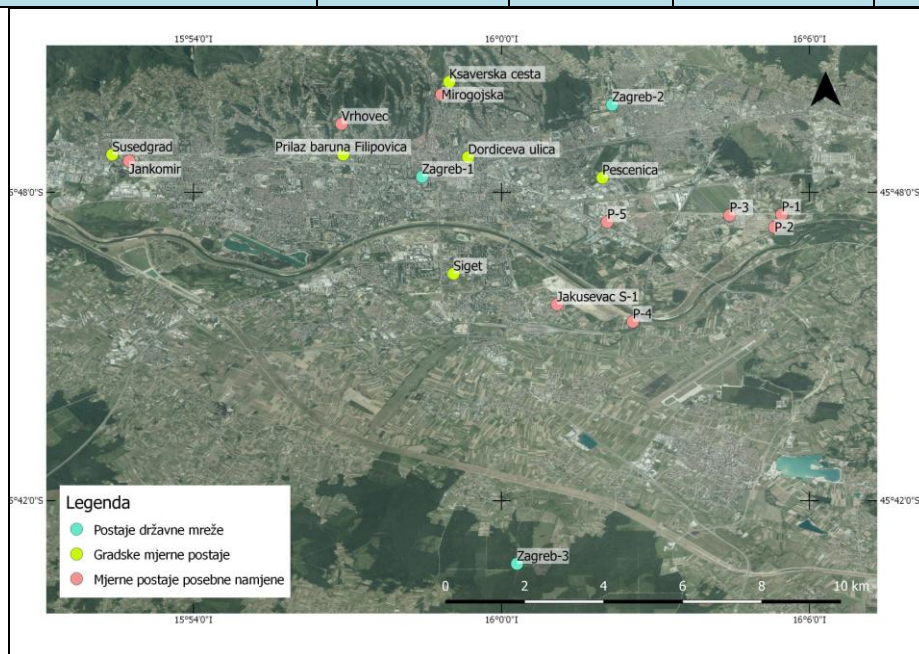 15°54'0'I
16°0'0'I
16°6'0'I
Ksaverska cesta
Mirogojska
Zagreb-2
Vrhovec
Susedgrad
Prilaz baruna Filipovica
Dordiceva ulica
Jankomir
Zagreb-1
Pescenica
5°48'0'S
45°48'0'S
P-3
P-1
P-5
P-2
Siget
Jakusevac S-1
P-4
5°42'0'S
45°42'0'S
Legenda
Postaje državne mreže
Gradske mjerne postaje
Mjerne postaje posebne namjene
Zagreb-3
0 2 4 6 8 10 km
15°54'0'I
16°0'0'I
16°6'0'I